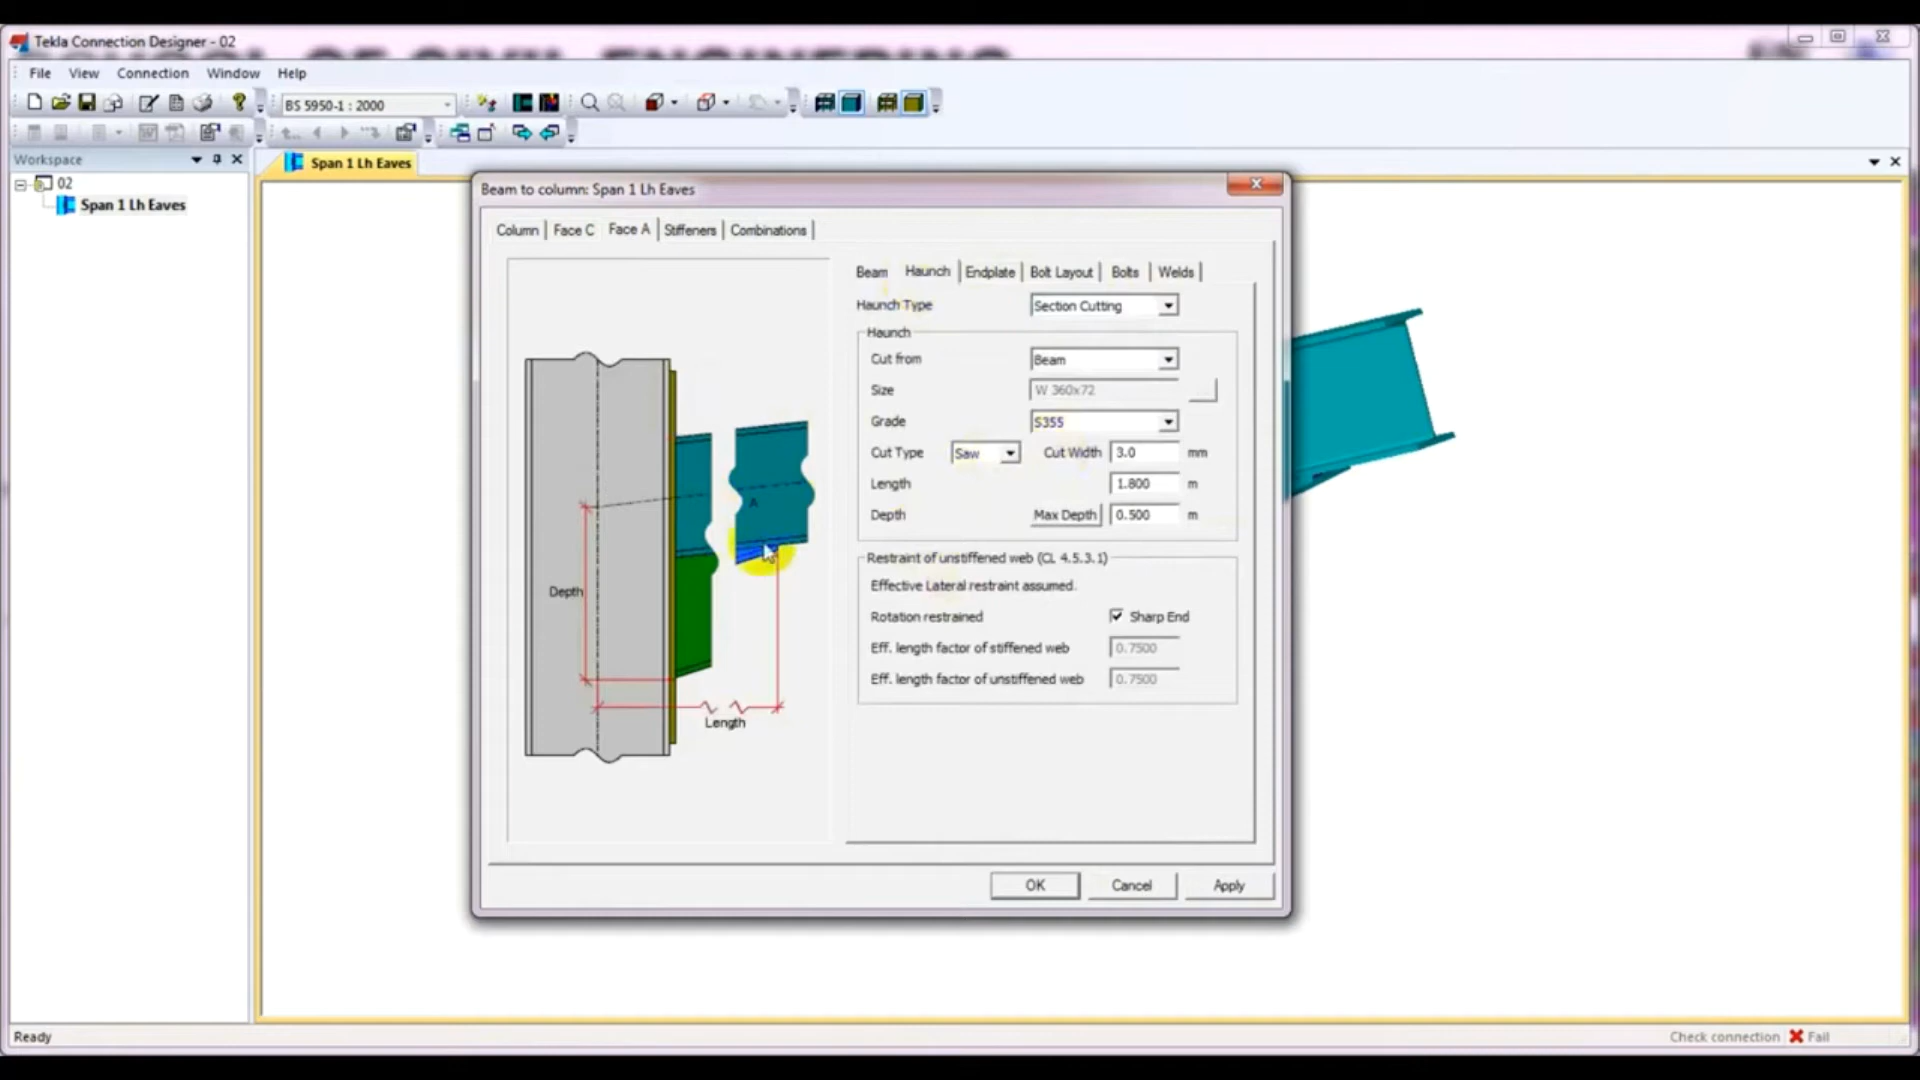 Tekla Connection Designer - 02
File View Connection Window Help
BS 5950-1 : 2000
Workspace
Span 1 Lh Eaves
02
Span 1 Lh Eaves
Beam to column: Span 1 Lh Eaves
Column Face C Face A Stiffeners Combinations
Beam Haunch Endplate Bolt Layout Bolts Welds
Haunch Type Section Cutting
Haunch
Cut from Beam
Size W 360x72
Grade S355
Cut Type Saw Cut Width 3.0 mm
Length 1.800 m
Depth Max Depth 0.500 m
Restraint of unstiffened web (CL 4.5.3.1)
Effective Lateral restraint assumed.
Rotation restrained Sharp End
Eff. length factor of stiffened web 0.7500
Eff. length factor of unstiffened web 0.7500
A
Depth
Length
OK Cancel Apply
Ready
Check connection Fail